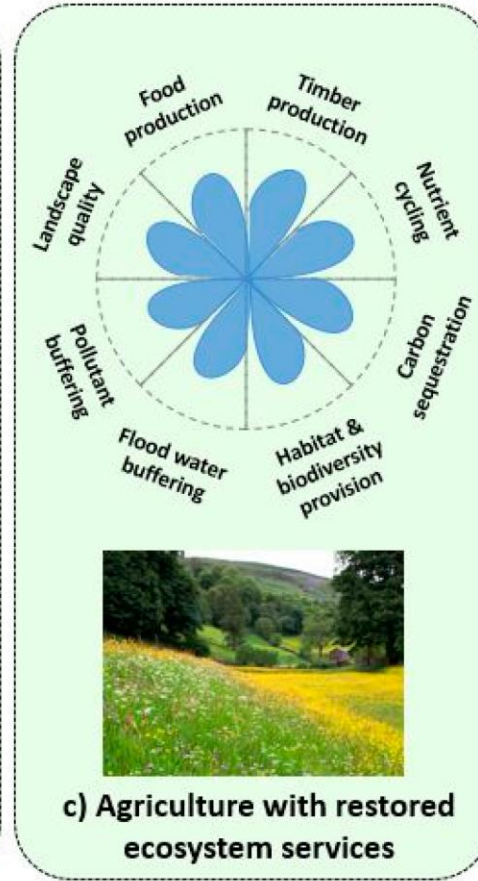 Food
production
Timber
production
Nutrient
cycling
Carbon
sequestration
Habitat &
biodiversity
provision
Flood water
buffering
Pollutant
buffering
Landscape
quality
c) Agriculture with restored
ecosystem services